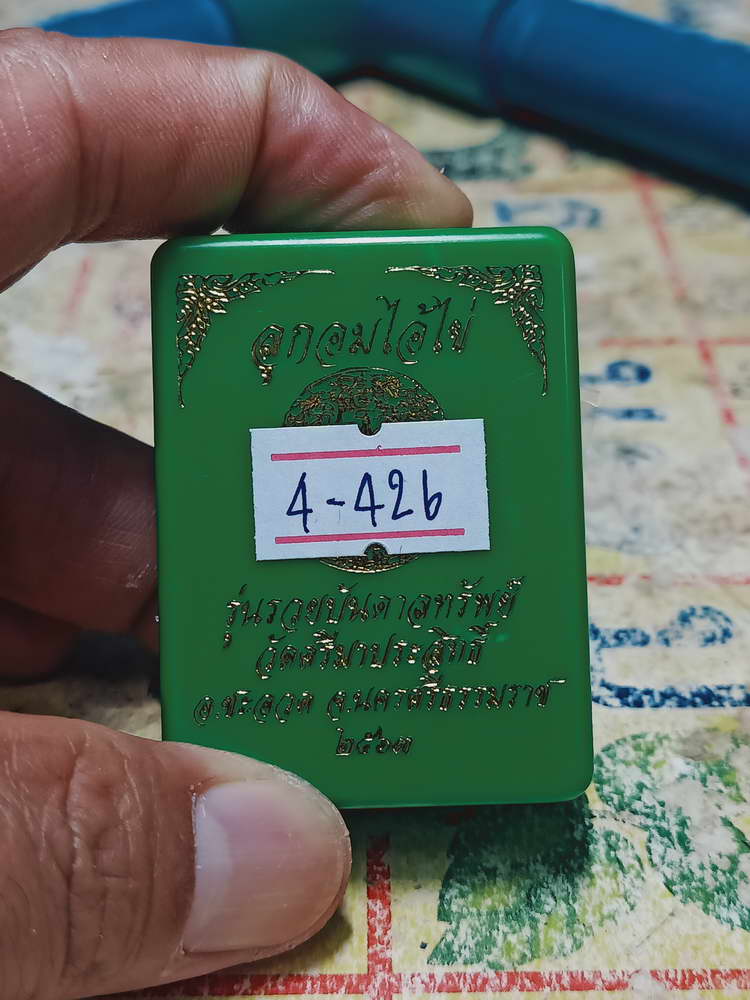 ลูกอมไอ้ไข่
4-426
รุ่นรวยบันดาลทรัพย์
วัดศรีมาประสิทธิ์
อ.ชะอวด จ.นครศรีธรรมราช
๒๕๖๓